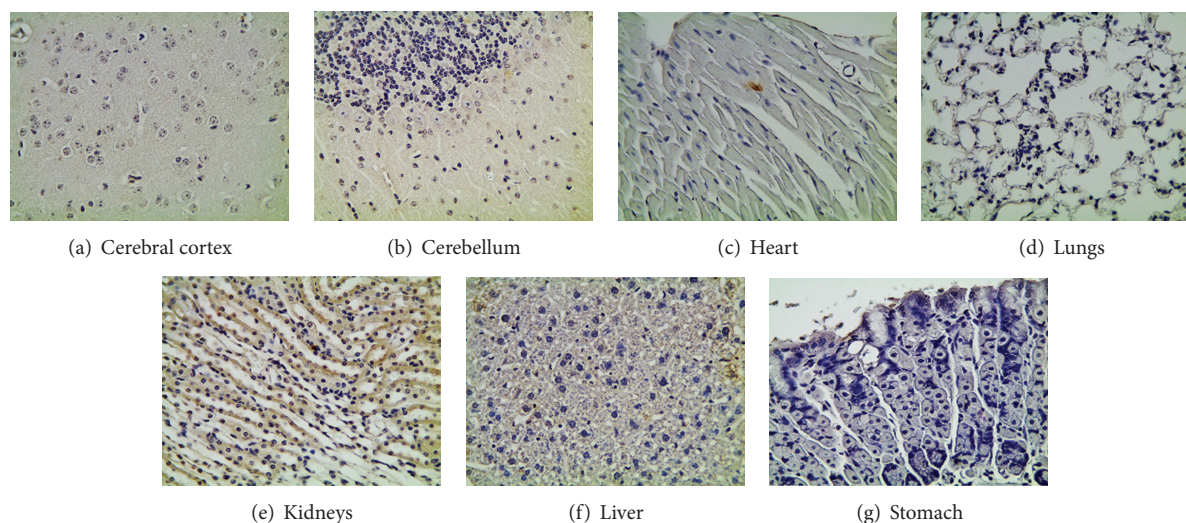 (a) Cerebral cortex
(b) Cerebellum
(c) Heart
(d) Lungs
(e) Kidneys
(f) Liver
(g) Stomach